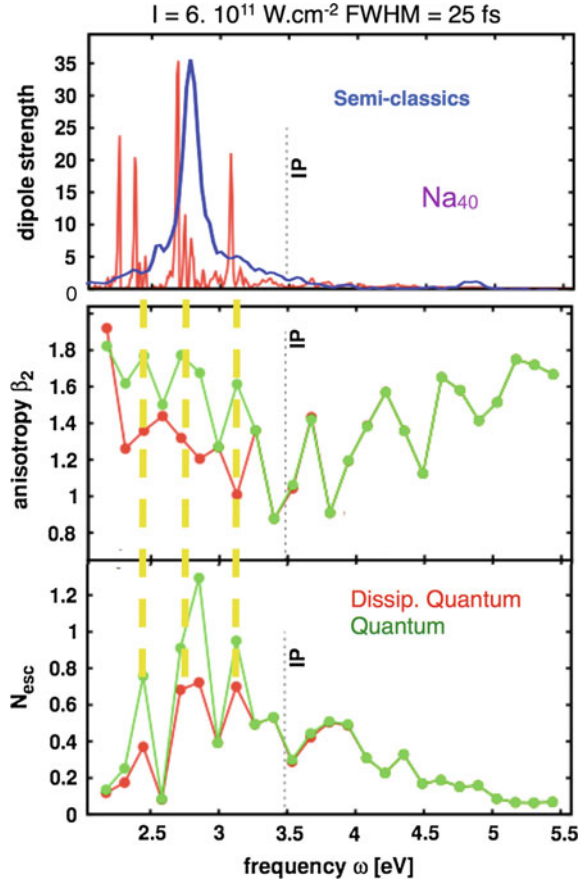 I = 6. 10¹¹ W.cm⁻² FWHM = 25 fs
35
30
25
20
15
10
5
0
dipole strength
Semi-classics
IP
Na₄₀
1.8
1.6
1.4
1.2
1
0.8
anisotropy β₂
IP
1.2
1
0.8
0.6
0.4
0.2
0
N_esc
Dissip. Quantum
Quantum
IP
2.5
3
3.5
4
4.5
5
5.5
frequency ω [eV]